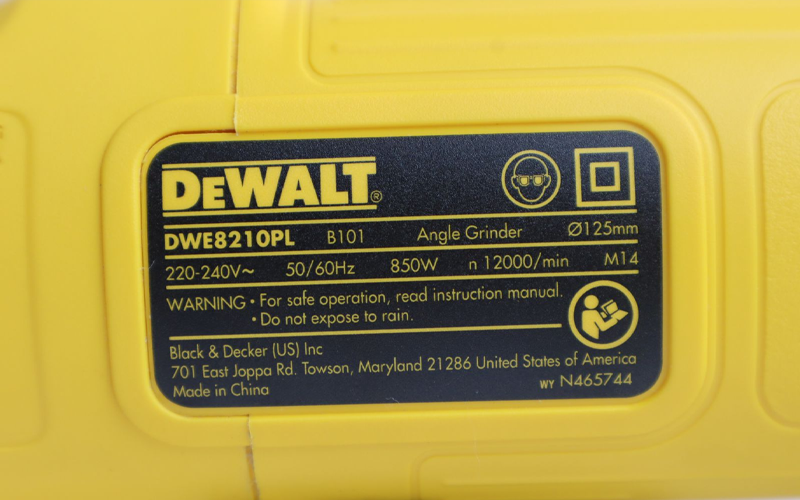 DEWALT®
DWE8210PL B101 Angle Grinder Ø125mm
220-240V~ 50/60Hz 850W n 12000/min M14
WARNING • For safe operation, read instruction manual.
• Do not expose to rain.
Black & Decker (US) Inc
701 East Joppa Rd. Towson, Maryland 21286 United States of America
Made in China WY N465744